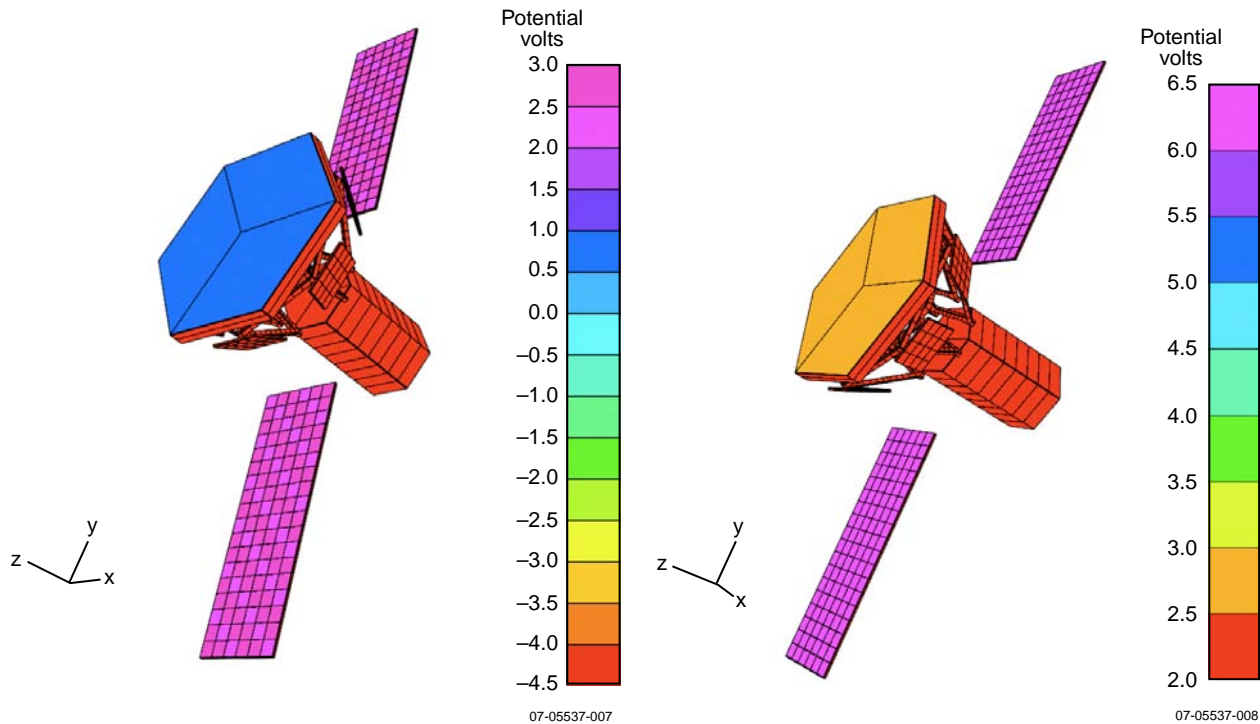 Potential
volts
3.0
2.5
2.0
1.5
1.0
0.5
0.0
–0.5
–1.0
–1.5
–2.0
–2.5
–3.0
–3.5
–4.0
–4.5
y
z
x
07-05537-007
Potential
volts
6.5
6.0
5.5
5.0
4.5
4.0
3.5
3.0
2.5
2.0
y
z
x
07-05537-008